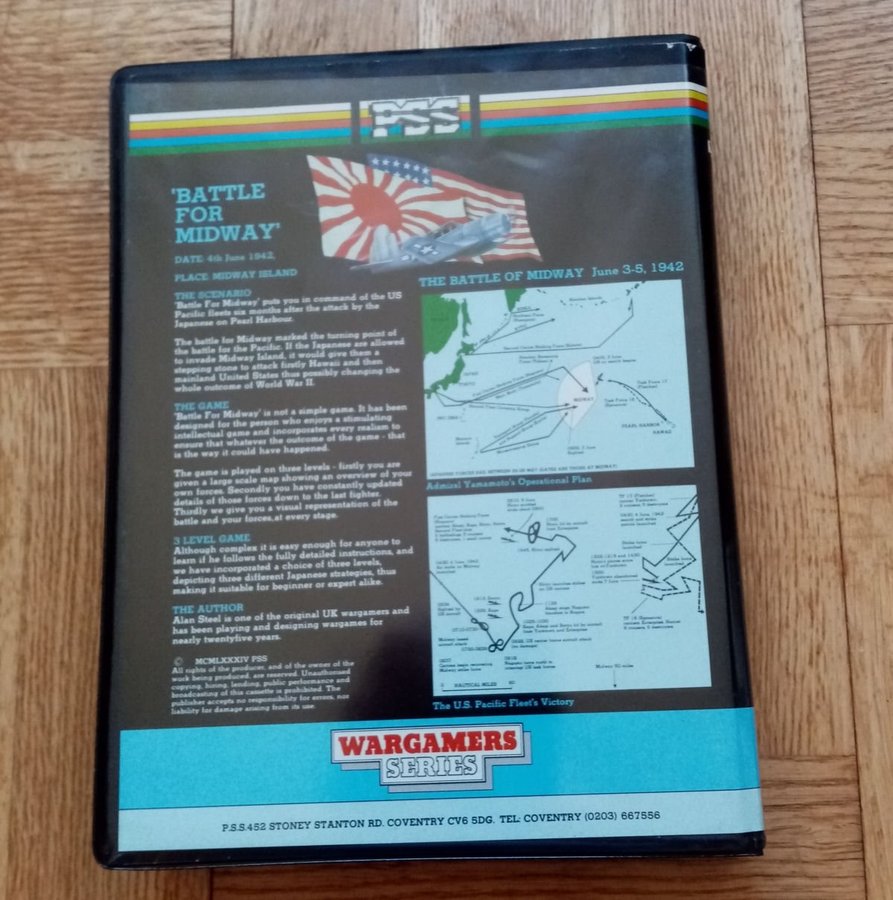 PSS
'BATTLE
FOR
MIDWAY'
DATE: 4th June 1942,
PLACE: MIDWAY ISLAND
THE SCENARIO
'Battle For Midway' puts you in command of the US
Pacific fleets six months after the attack by the
Japanese on Pearl Harbour.
The battle for Midway marked the turning point of
the battle for the Pacific. If the Japanese are allowed
to invade Midway Island, it would give them a
stepping stone to attack firstly Hawaii and then
mainland United States thus possibly changing the
whole outcome of World War II.
THE GAME
'Battle For Midway' is not a simple game. It has been
designed for the person who enjoys a stimulating
intellectual game and incorporates every realism to
ensure that whatever the outcome of the game - that
is the way it could have happened.
The game is played on three levels - firstly you are
given a large scale map showing an overview of your
own forces. Secondly you have constantly updated
details of those forces down to the last fighter.
Thirdly we give you a visual representation of the
battle and your forces,at every stage.
3 LEVEL GAME
Although complex it is easy enough for anyone to
learn if he follows the fully detailed instructions, and
we have incorporated a choice of three levels,
depicting three different Japanese strategies, thus
making it suitable for beginner or expert alike.
THE AUTHOR
Alan Steel is one of the original UK wargamers and
has been playing and designing wargames for
nearly twentyfive years.
© MCMLXXXIV PSS
All rights of the producer, and of the owner of the
work being produced, are reserved. Unauthorised
copying, hiring, lending, public performance and
broadcasting of this cassette is prohibited. The
publisher accepts no responsibility for errors, nor
liability for damage arising from its use.
THE BATTLE OF MIDWAY June 3-5, 1942
JAPAN
MIDWAY
PEARL HARBOR
HAWAII
Admiral Yamamoto's Operational Plan
NAUTICAL MILES
Midway 90 miles
The U.S. Pacific Fleet's Victory
WARGAMERS
SERIES
P.S.S.452 STONEY STANTON RD. COVENTRY CV6 5DG. TEL: COVENTRY (0203) 667556